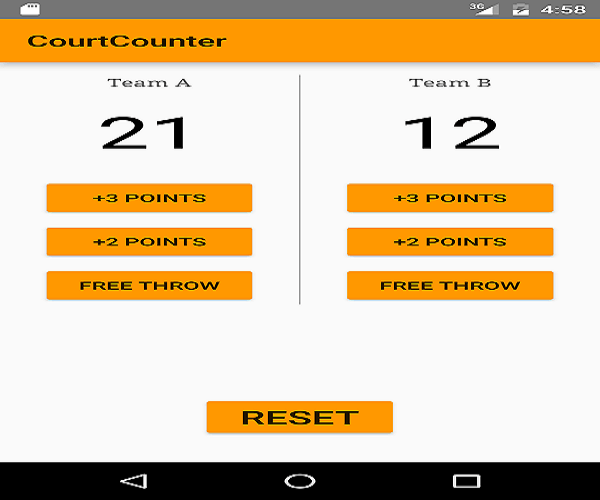 3G 4:58
CourtCounter
Team A
21
+3 POINTS
+2 POINTS
FREE THROW
Team B
12
+3 POINTS
+2 POINTS
FREE THROW
RESET